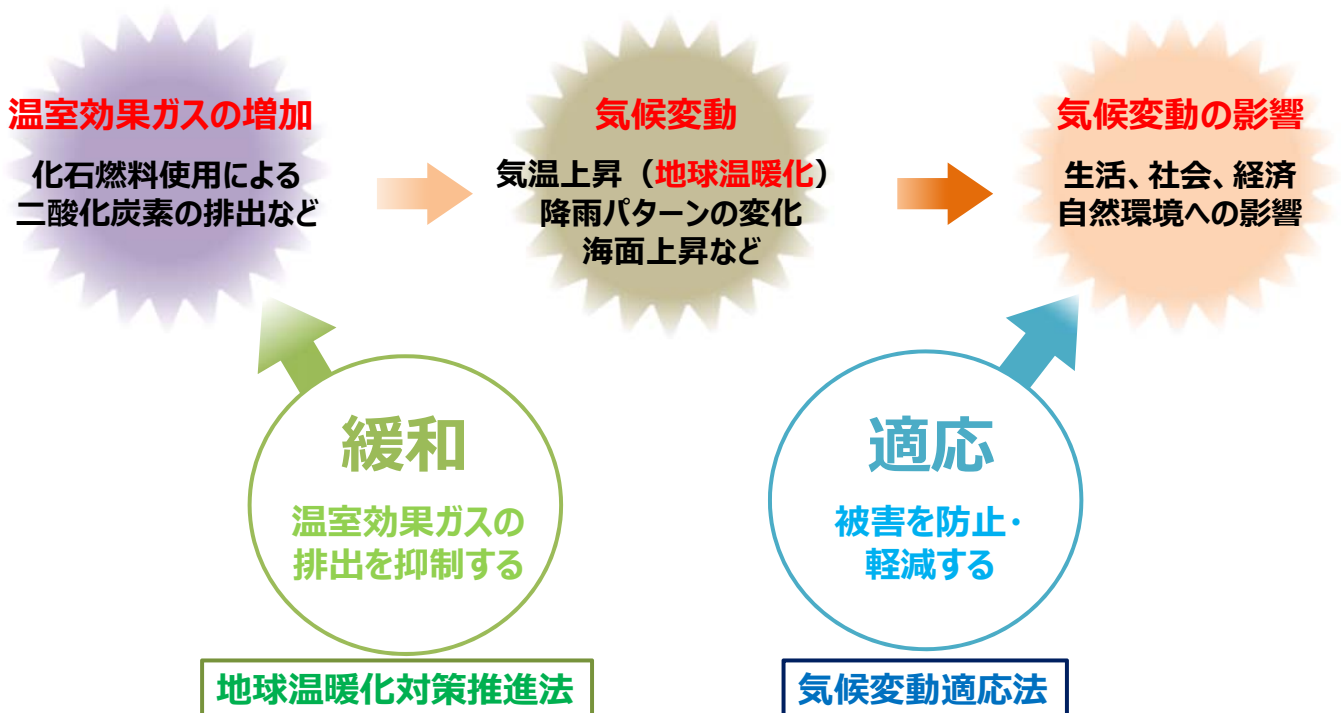 温室効果ガスの増加
化石燃料使用による
二酸化炭素の排出など
気候変動
気温上昇（地球温暖化）
降雨パターンの変化
海面上昇など
気候変動の影響
生活、社会、経済
自然環境への影響
緩和
温室効果ガスの
排出を抑制する
地球温暖化対策推進法
適応
被害を防止・
軽減する
気候変動適応法